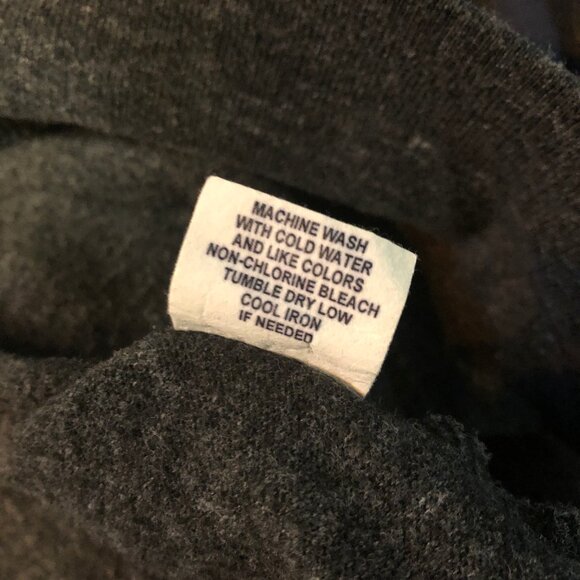 MACHINE WASH
WITH COLD WATER
AND LIKE COLORS
NON-CHLORINE BLEACH
TUMBLE DRY LOW
COOL IRON
IF NEEDED